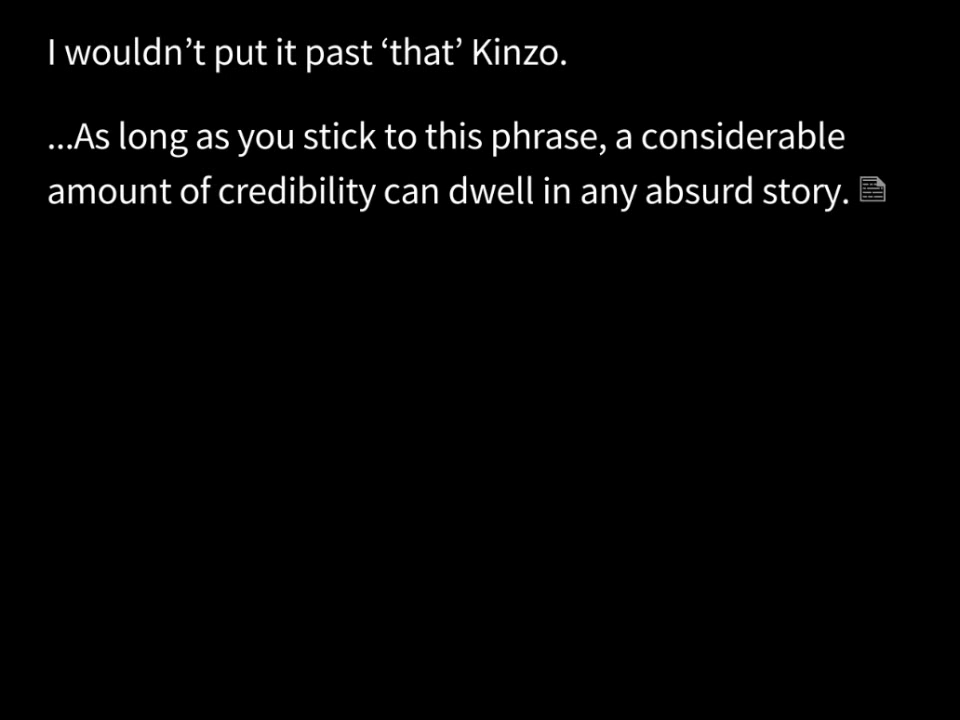 I wouldn’t put it past ‘that’ Kinzo.
...As long as you stick to this phrase, a considerable
amount of credibility can dwell in any absurd story.